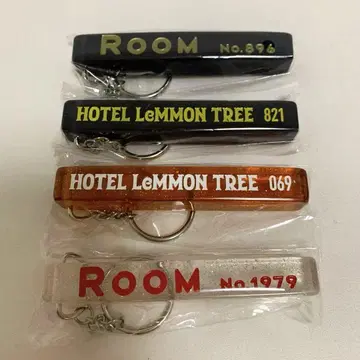 ROOM No.896
HOTEL LeMMON TREE 821
HOTEL LeMMON TREE 069
ROOM No.1979